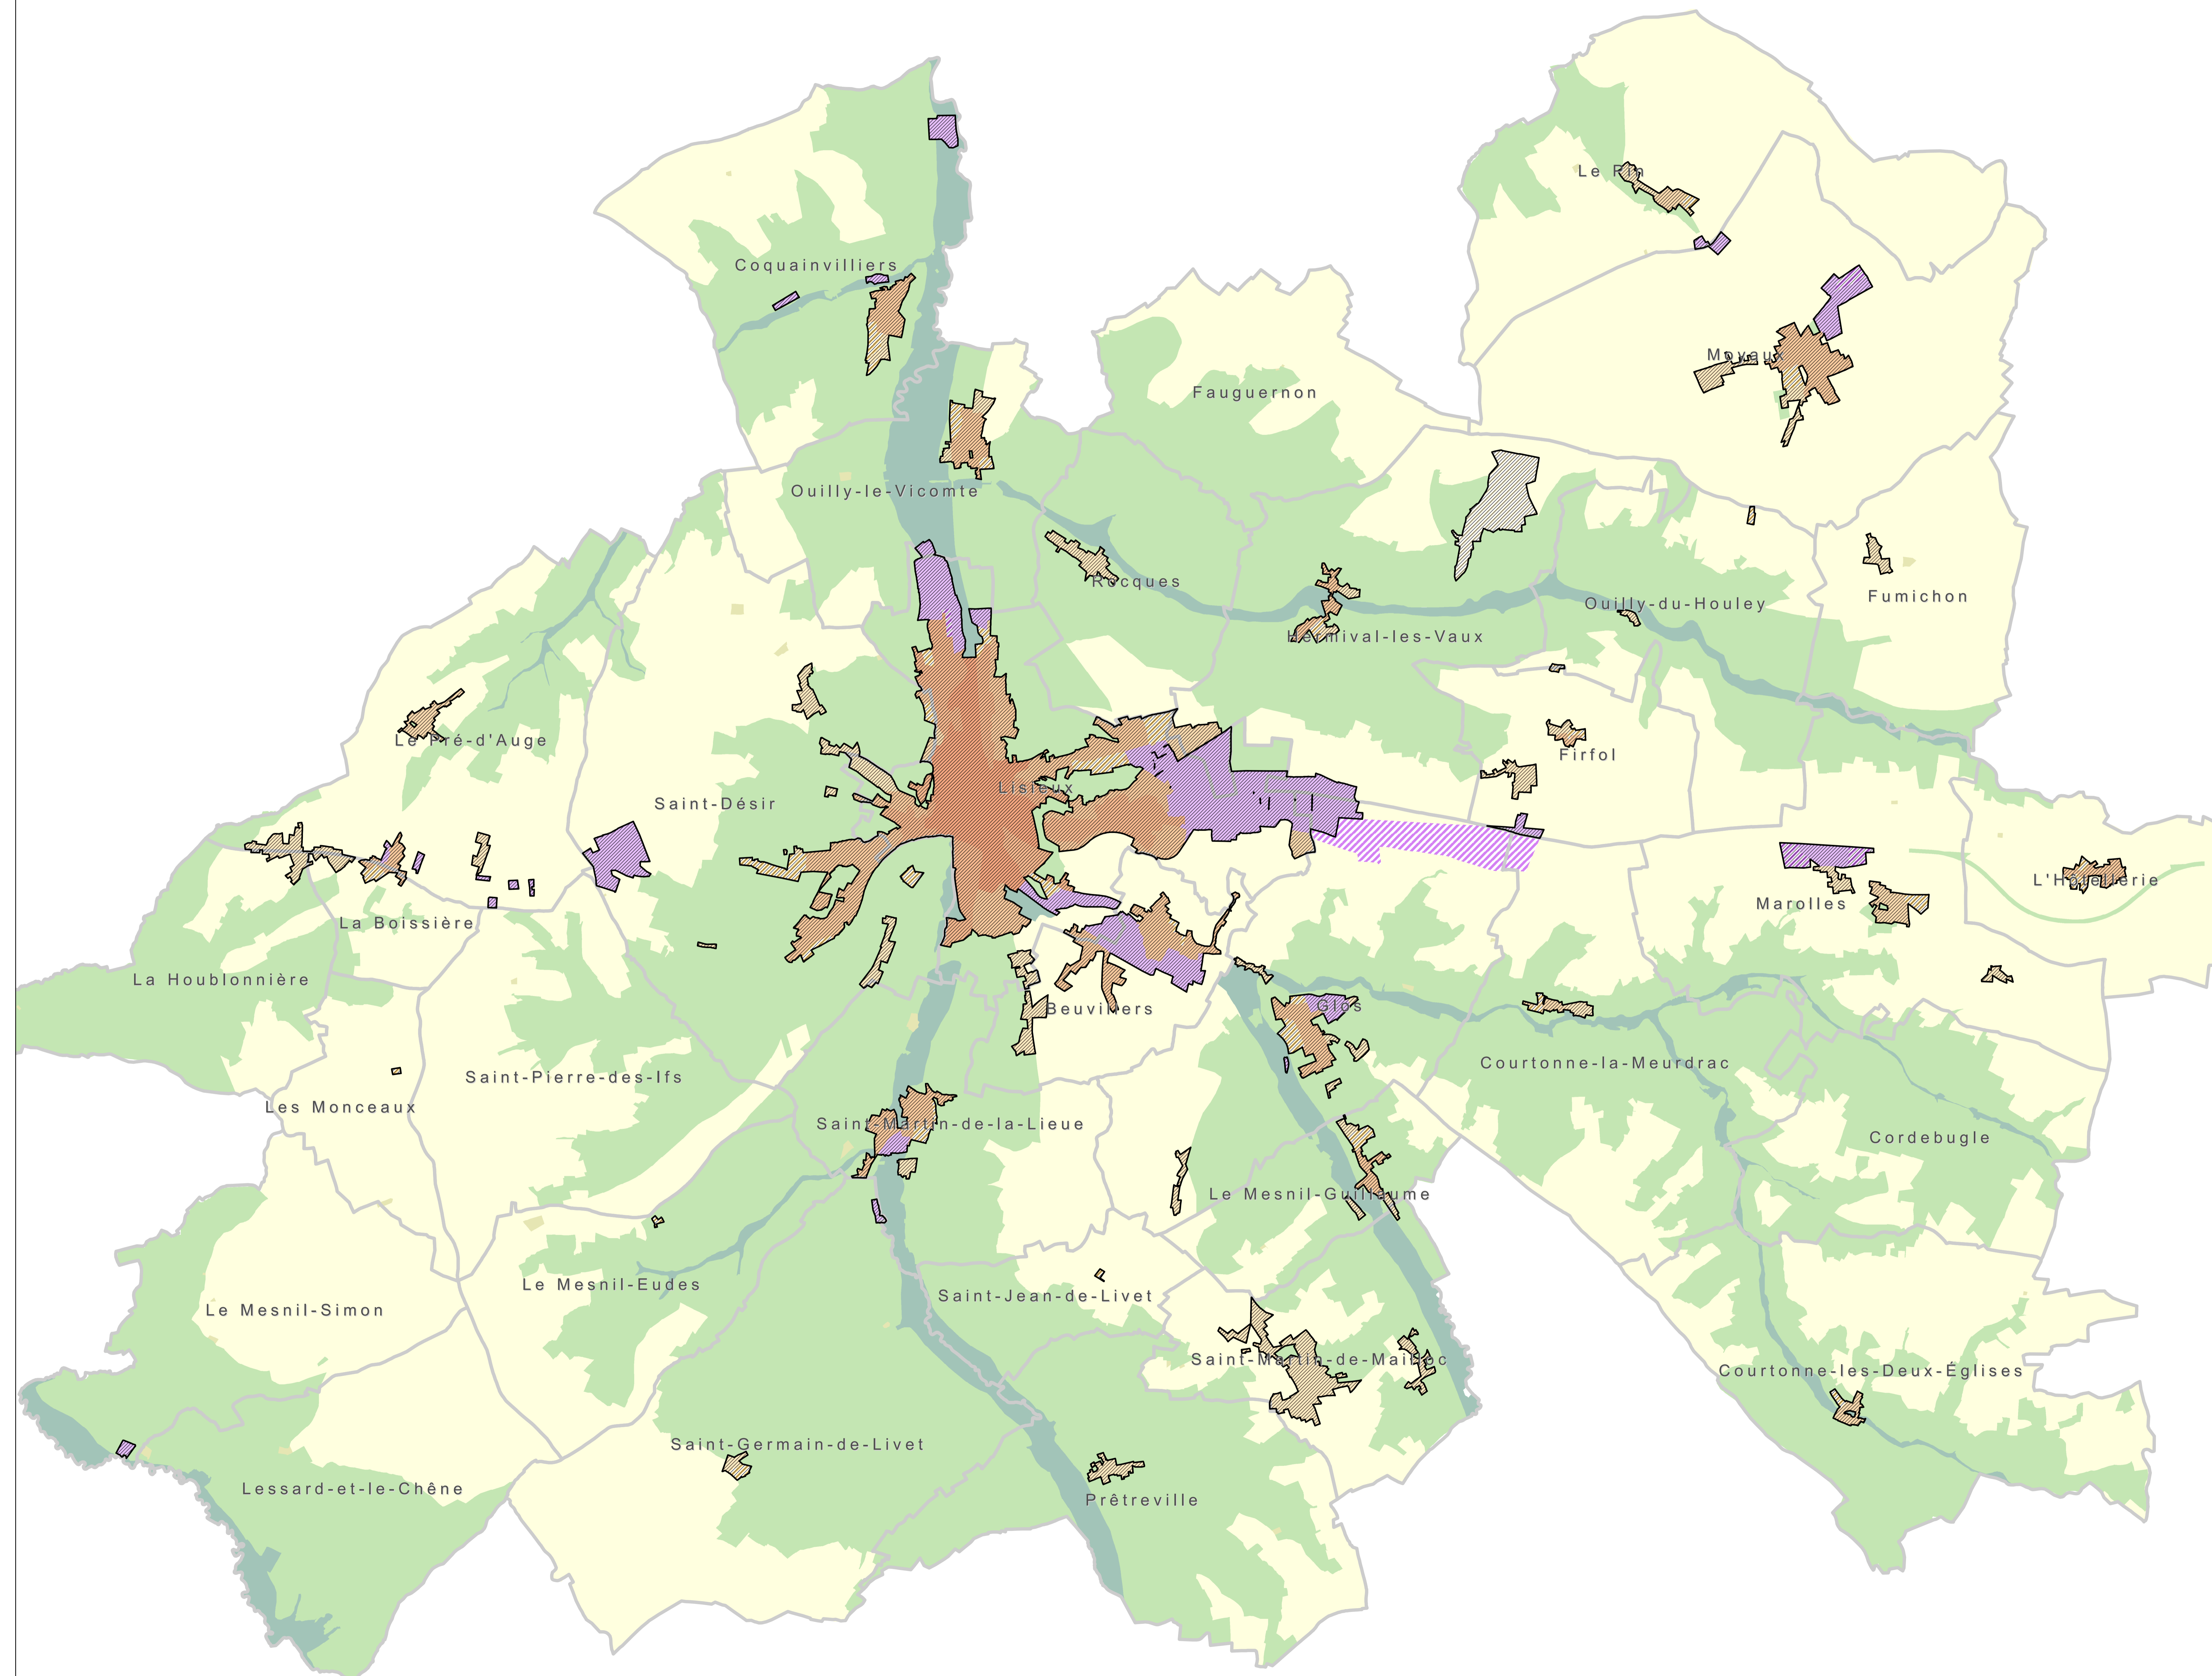 Le Pin
Coquainvilliers
Moyaux
Fauguernon
Ouilly-le-Vicomte
Rocques
Fumichon
Ouilly-du-Houley
Hermival-les-Vaux
Le Pré-d'Auge
Firfol
Lisieux
Saint-Désir
L'Hôtellerie
Marolles
La Boissière
La Houblonnière
Glos
Beuvillers
Courtonne-la-Meurdrac
Saint-Pierre-des-Ifs
Les Monceaux
Saint-Martin-de-la-Lieue
Cordebugle
Le Mesnil-Guillaume
Le Mesnil-Eudes
Saint-Jean-de-Livet
Le Mesnil-Simon
Saint-Martin-de-Mailloc
Courtonne-les-Deux-Églises
Saint-Germain-de-Livet
Lessard-et-le-Chêne
Prêtreville